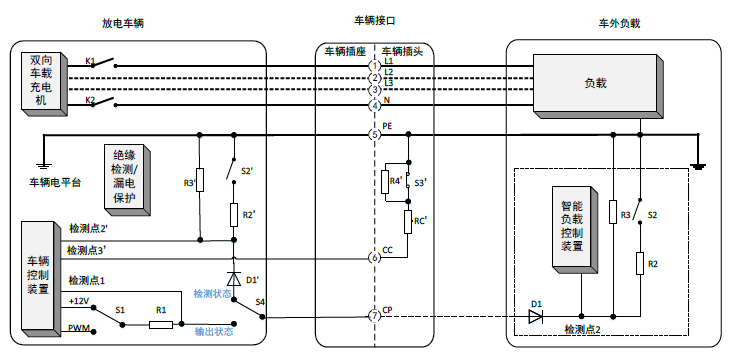 放电车辆
车辆接口
车外负载
双向
车载
充电
机
K1
K2
车辆插座
车辆插头
1
L1
2
L2
3
L3
4
N
负载
5
PE
车辆电平台
绝缘
检测/
漏电
保护
R3'
S2'
R2'
R4'
S3'
RC'
智能
负载
控制
装置
R3
S2
R2
检测点2'
检测点3'
6
CC
车辆
控制
装置
检测点1
D1'
检测状态
+12V
S1
R1
S4
PWM
输出状态
7
CP
D1
检测点2